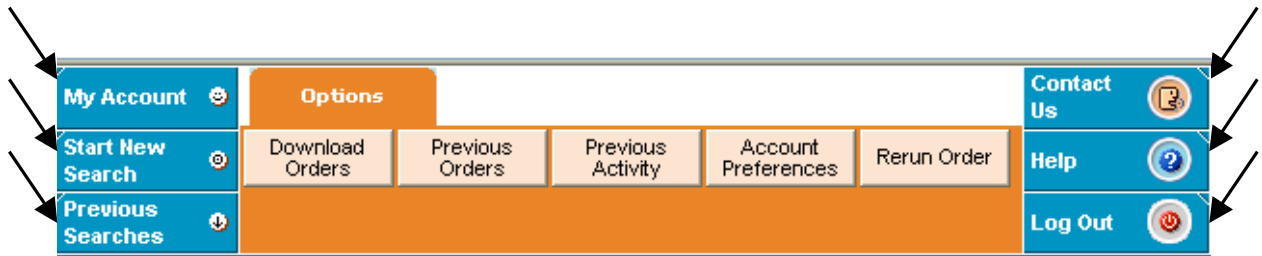 My Account
Options
Contact
Us
Start New
Search
Download
Orders
Previous
Orders
Previous
Activity
Account
Preferences
Rerun Order
Help
Previous
Searches
Log Out